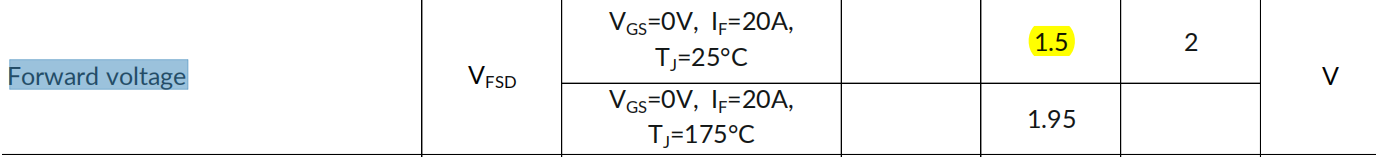 Forward voltage
VFSD
VGS=0V, IF=20A,
TJ=25°C
1.5
2
V
VGS=0V, IF=20A,
TJ=175°C
1.95